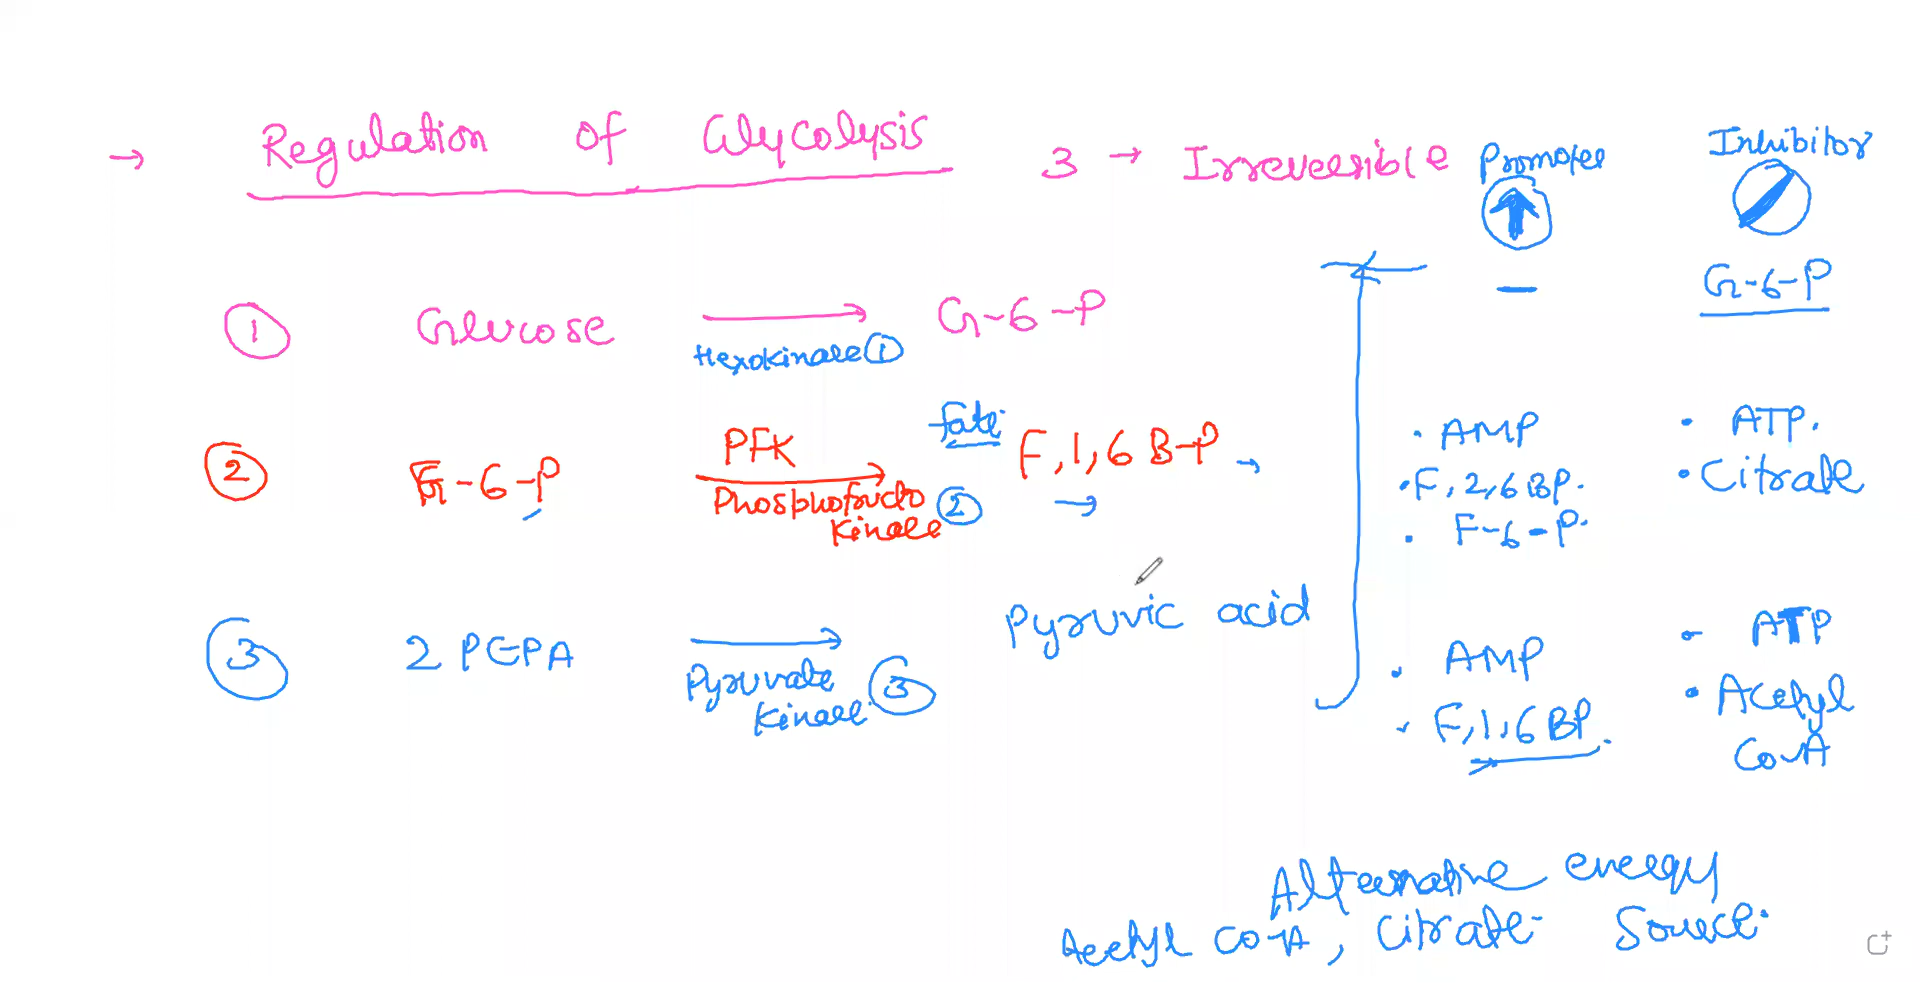 → Regulation of Glycolysis 3 → Irreversible Promoter Inhibitor
① Glucose → G-6-P — G-6-P
Hexokinase ①
② F-6-P PFK → fate F,1,6 B-P →
Phosphofructo Kinase ② →
• AMP
• F,2,6 BP.
• F-6-P.
• ATP.
• Citrate
③ 2 PEPA → Pyruvic acid
Pyruvate Kinase. ③
• AMP
• F,1,6 BP.
- ATP
• Acetyl
Co-A
Alternative energy
Acetyl Co-A, Citrate Source.